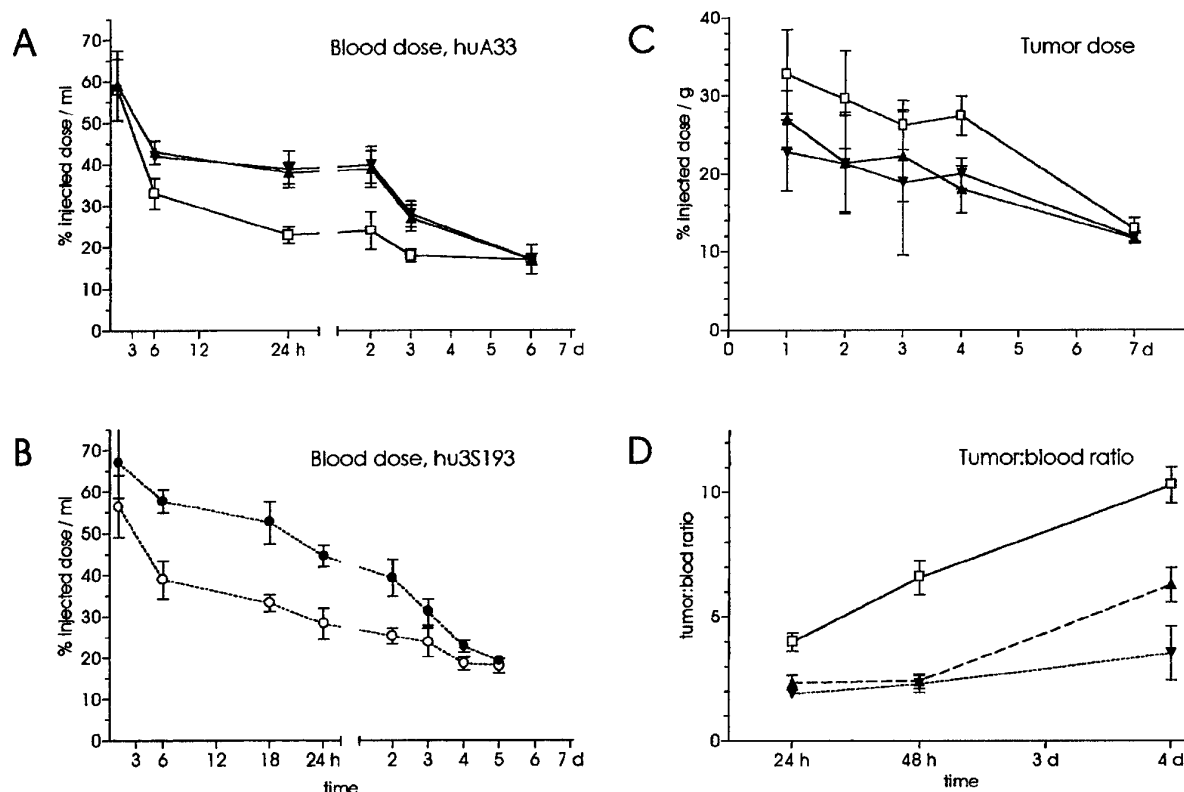 A
Blood dose, huA33
% injected dose / ml
70
60
50
40
30
20
10
0
3 6 12 24 h 2 3 4 5 6 7 d
C
Tumor dose
% injected dose / g
40
30
20
10
0
0 1 2 3 4 5 6 7 d
B
Blood dose, hu3S193
% injected dose / ml
70
60
50
40
30
20
10
0
3 6 12 18 24 h 2 3 4 5 6 7 d
time
D
Tumor:blood ratio
tumor:blod ratio
10
5
0
24 h 48 h 3 d 4 d
time